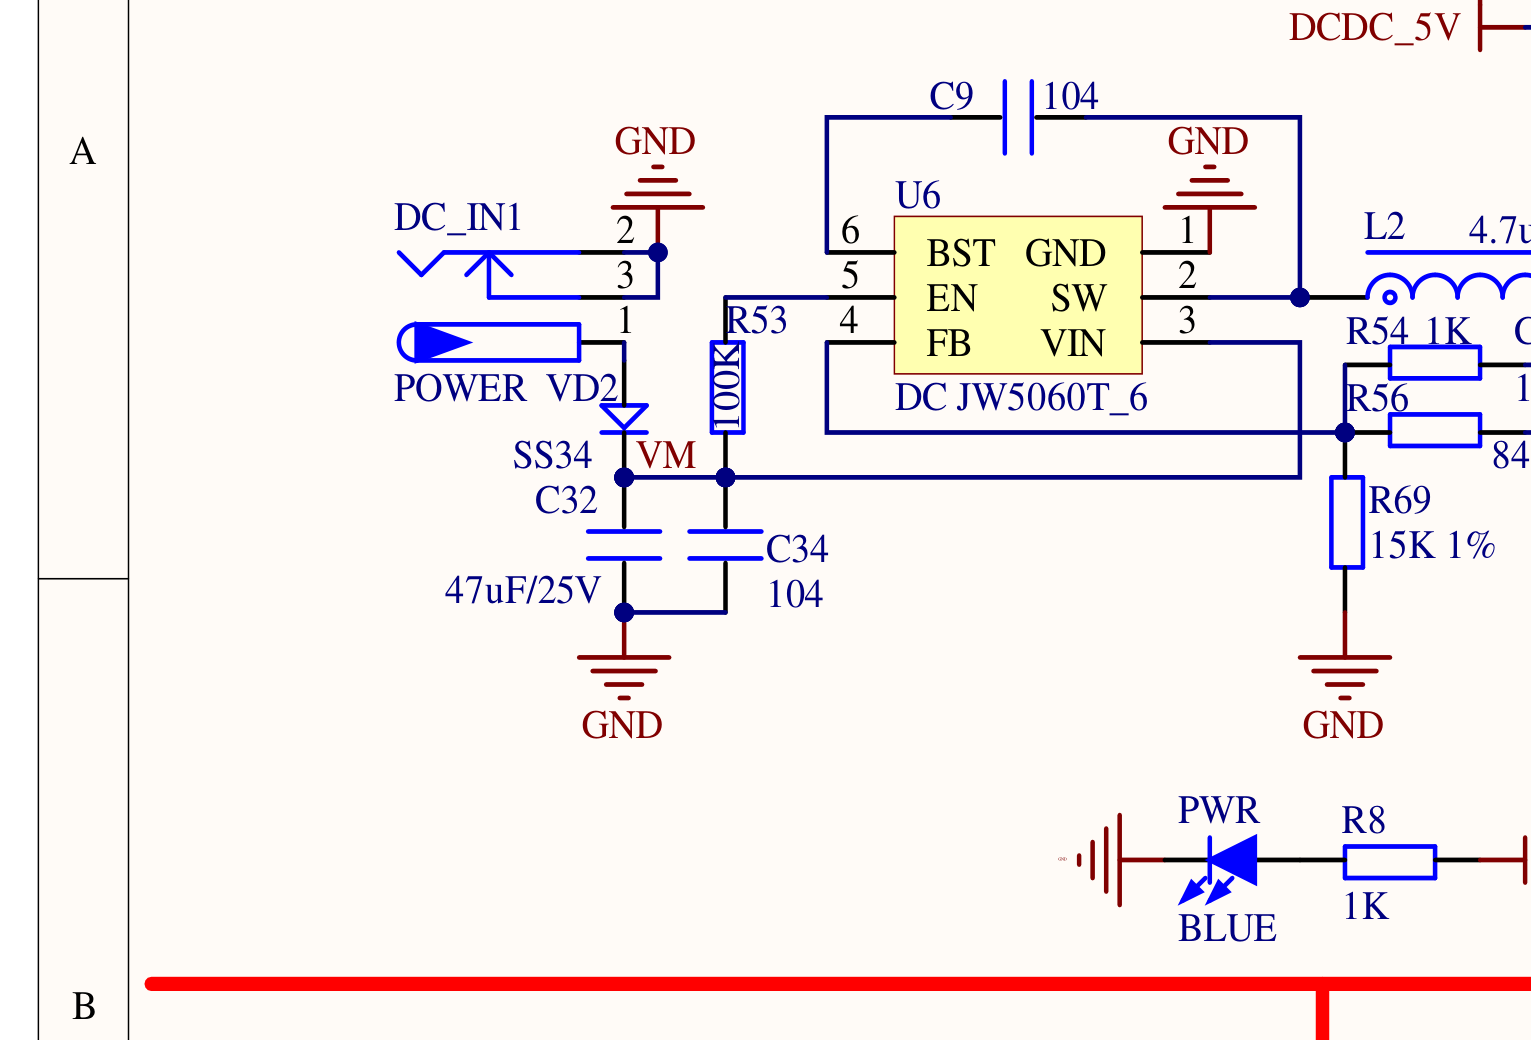 DCDC_5V
C9 104
A
GND
GND
U6
DC_IN1
2
6
1
L2
4.7u
BST
GND
3
5
2
EN
SW
R53
1
4
3
FB
VIN
R54 1K
C
100K
POWER
VD2
DC JW5060T_6
R56
1
SS34
VM
84
C32
R69
C34
15K 1%
47uF/25V
104
GND
GND
PWR
R8
GND
1K
BLUE
B